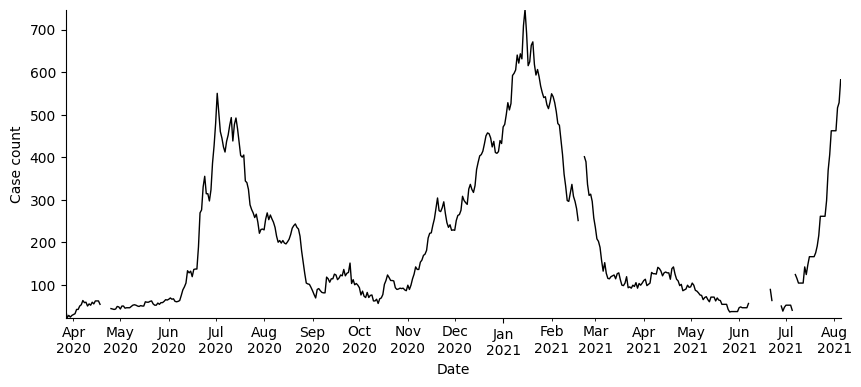 700
600
500
400
300
200
100
Case count
Apr May Jun Jul Aug Sep Oct Nov Dec Jan Feb Mar Apr May Jun Jul Aug
2020 2020 2020 2020 2020 2020 2020 2020 2020 2021 2021 2021 2021 2021 2021 2021 2021
Date